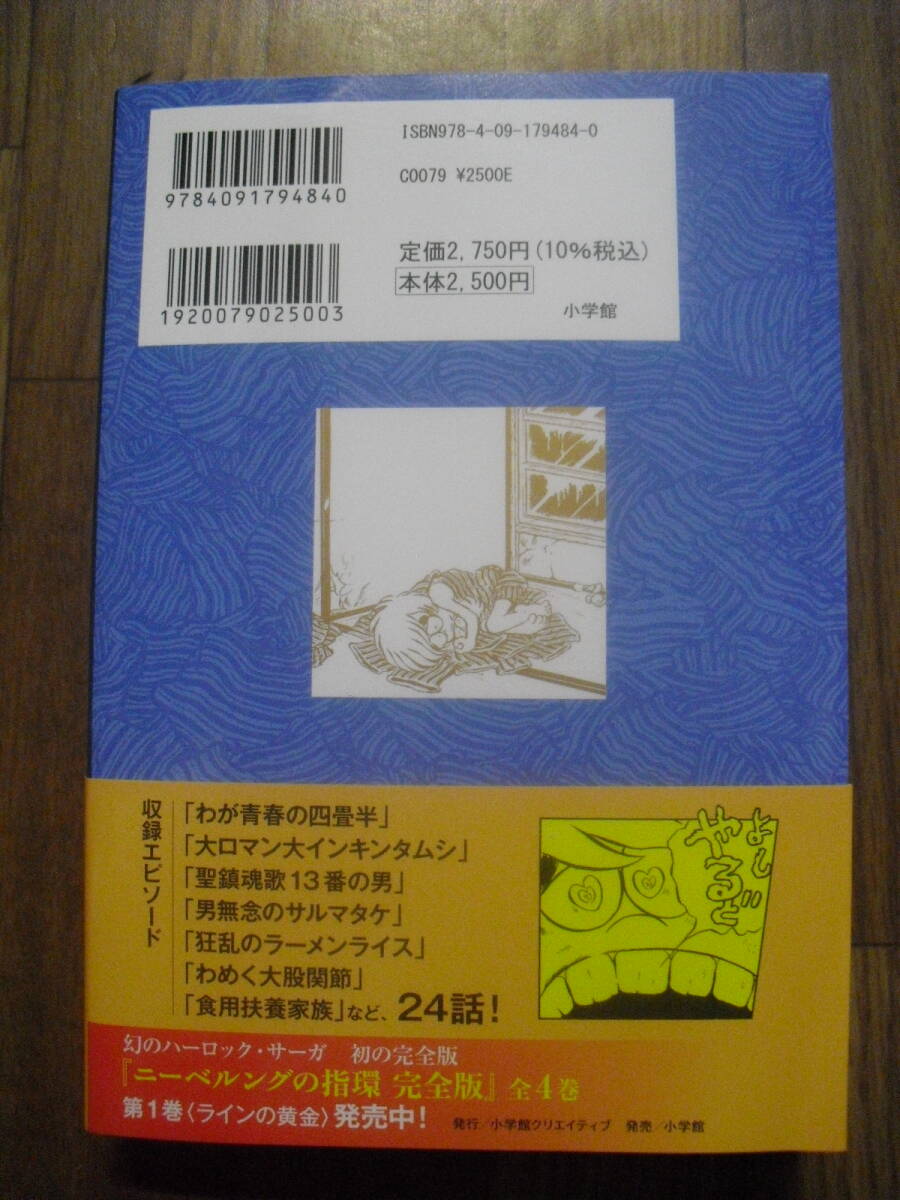 ISBN978-4-09-179484-0
9784091794840
C0079 ¥2500E
定価2,750円(10%税込)
本体2,500円
1920079025003
小学館
収録エピソード
「わが青春の四畳半」
「大ロマン大インキンタムシ」
「聖鎮魂歌13番の男」
「男無念のサルマタケ」
「狂乱のラーメンライス」
「わめく大股関節」
「食用扶養家族」など、24話!
よし
やるど
幻のハーロック・サーガ 初の完全版
『ニーベルングの指環 完全版』全4巻
第1巻〈ラインの黄金〉発売中!
発行/小学館クリエイティブ 発売/小学館